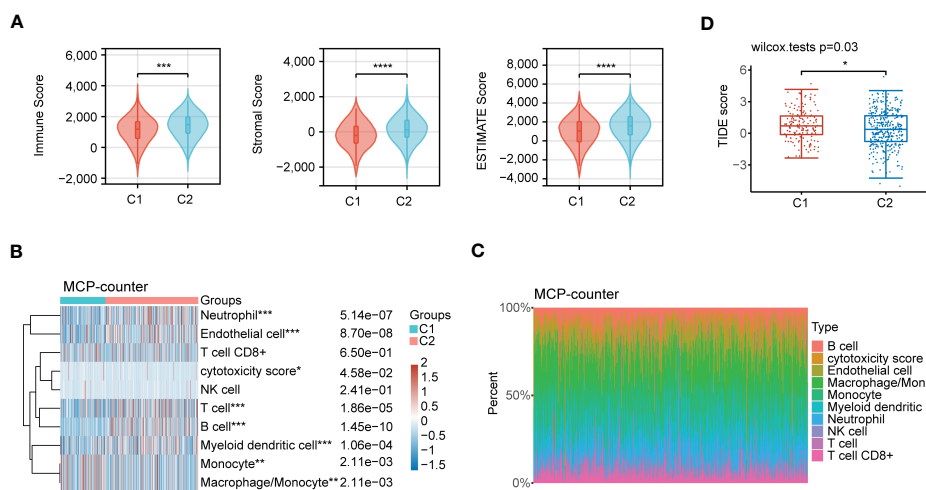 A
Immune Score
6,000
4,000
2,000
0
−2,000
***
C1
C2
Stromal Score
4,000
2,000
0
−2,000
****
C1
C2
ESTIMATE Score
8,000
6,000
4,000
2,000
0
−2,000
−4,000
****
C1
C2
D
wilcox.tests p=0.03
TIDE score
6
3
0
−3
*
C1
C2
B
MCP-counter
Groups
Neutrophil*** 5.14e−07
Endothelial cell*** 8.70e−08
T cell CD8+ 6.50e−01
cytotoxicity score* 4.58e−02
NK cell 2.41e−01
T cell*** 1.86e−05
B cell*** 1.45e−10
Myeloid dendritic cell*** 1.06e−04
Monocyte** 2.11e−03
Macrophage/Monocyte** 2.11e−03
Groups
C1
C2
2
1.5
1
0.5
0
−0.5
−1
−1.5
C
MCP-counter
Percent
100%
50%
0%
Type
B cell
cytotoxicity score
Endothelial cell
Macrophage/Mon
Monocyte
Myeloid dendritic
Neutrophil
NK cell
T cell
T cell CD8+